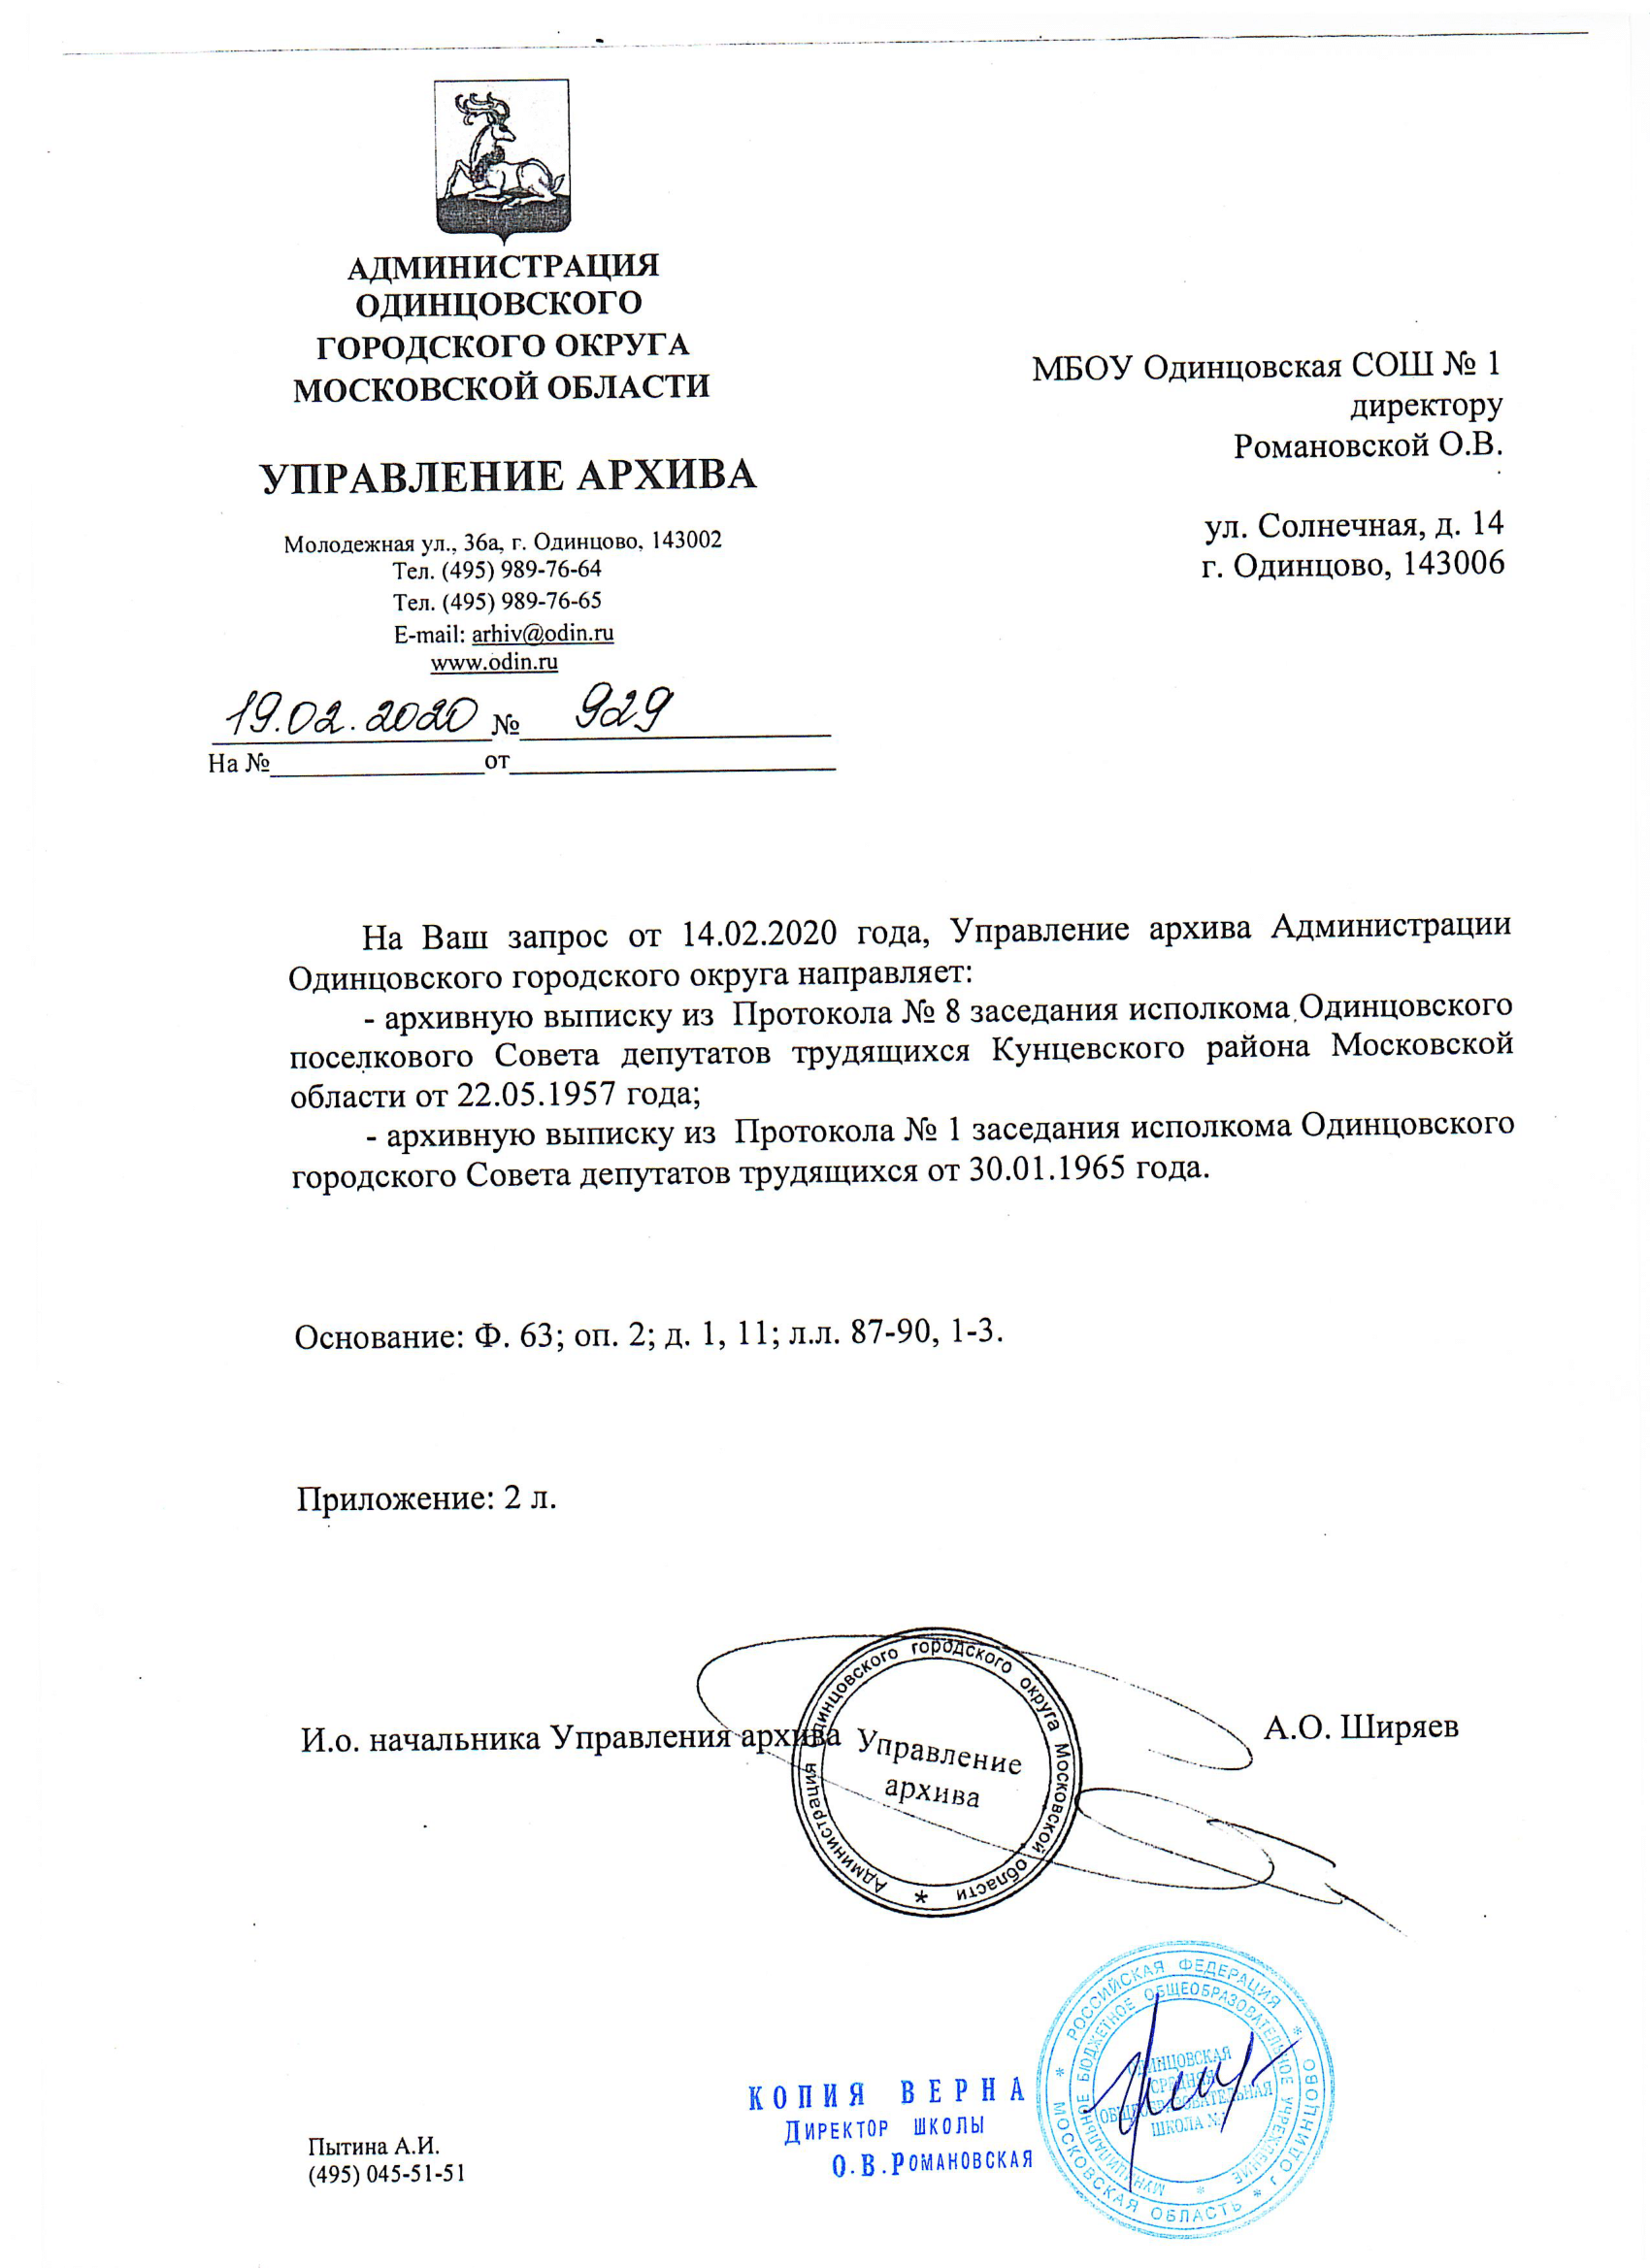 АДМИНИСТРАЦИЯ
ОДИНЦОВСКОГО
ГОРОДСКОГО ОКРУГА
МОСКОВСКОЙ ОБЛАСТИ
УПРАВЛЕНИЕ АРХИВА
Молодежная ул., 36а, г. Одинцово, 143002
Тел. (495) 989-76-64
Тел. (495) 989-76-65
E-mail: arhiv@odin.ru
www.odin.ru
19.02.2020 № 929
На № от
МБОУ Одинцовская СОШ № 1
директору
Романовской О.В.
ул. Солнечная, д. 14
г. Одинцово, 143006
На Ваш запрос от 14.02.2020 года, Управление архива Администрации
Одинцовского городского округа направляет:
- архивную выписку из Протокола № 8 заседания исполкома Одинцовского
поселкового Совета депутатов трудящихся Кунцевского района Московской
области от 22.05.1957 года;
- архивную выписку из Протокола № 1 заседания исполкома Одинцовского
городского Совета депутатов трудящихся от 30.01.1965 года.
Основание: Ф. 63; оп. 2; д. 1, 11; л.л. 87-90, 1-3.
Приложение: 2 л.
И.о. начальника Управления архива
А.О. Ширяев
Администрация Одинцовского городского округа Московской области *
Управление
архива
КОПИЯ ВЕРНА
ДИРЕКТОР ШКОЛЫ
О.В.РОМАНОВСКАЯ
* РОССИЙСКАЯ ФЕДЕРАЦИЯ * г ОДИНЦОВО * МОСКОВСКАЯ ОБЛАСТЬ
МУНИЦИПАЛЬНОЕ БЮДЖЕТНОЕ ОБЩЕОБРАЗОВАТЕЛЬНОЕ УЧРЕЖДЕНИЕ *
ОДИНЦОВСКАЯ
СРЕДНЯЯ
ОБЩЕОБРАЗОВАТЕЛЬНАЯ
ШКОЛА №1
Пытина А.И.
(495) 045-51-51